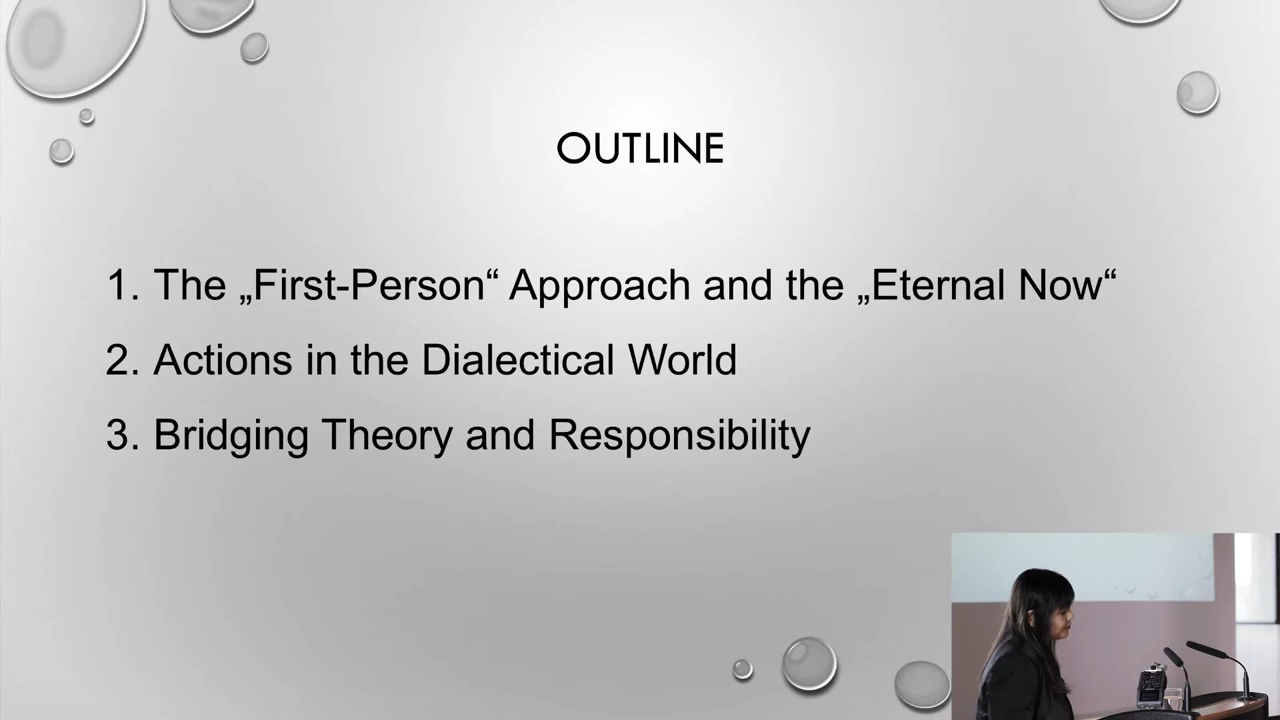 OUTLINE
1. The „First-Person“ Approach and the „Eternal Now“
2. Actions in the Dialectical World
3. Bridging Theory and Responsibility